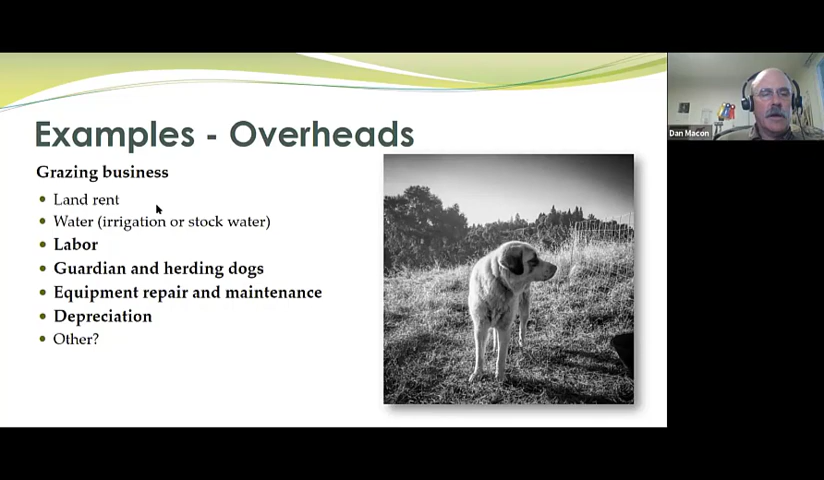 Examples - Overheads
Grazing business
Land rent
Water (irrigation or stock water)
Labor
Guardian and herding dogs
Equipment repair and maintenance
Depreciation
Other?
Dan Macon